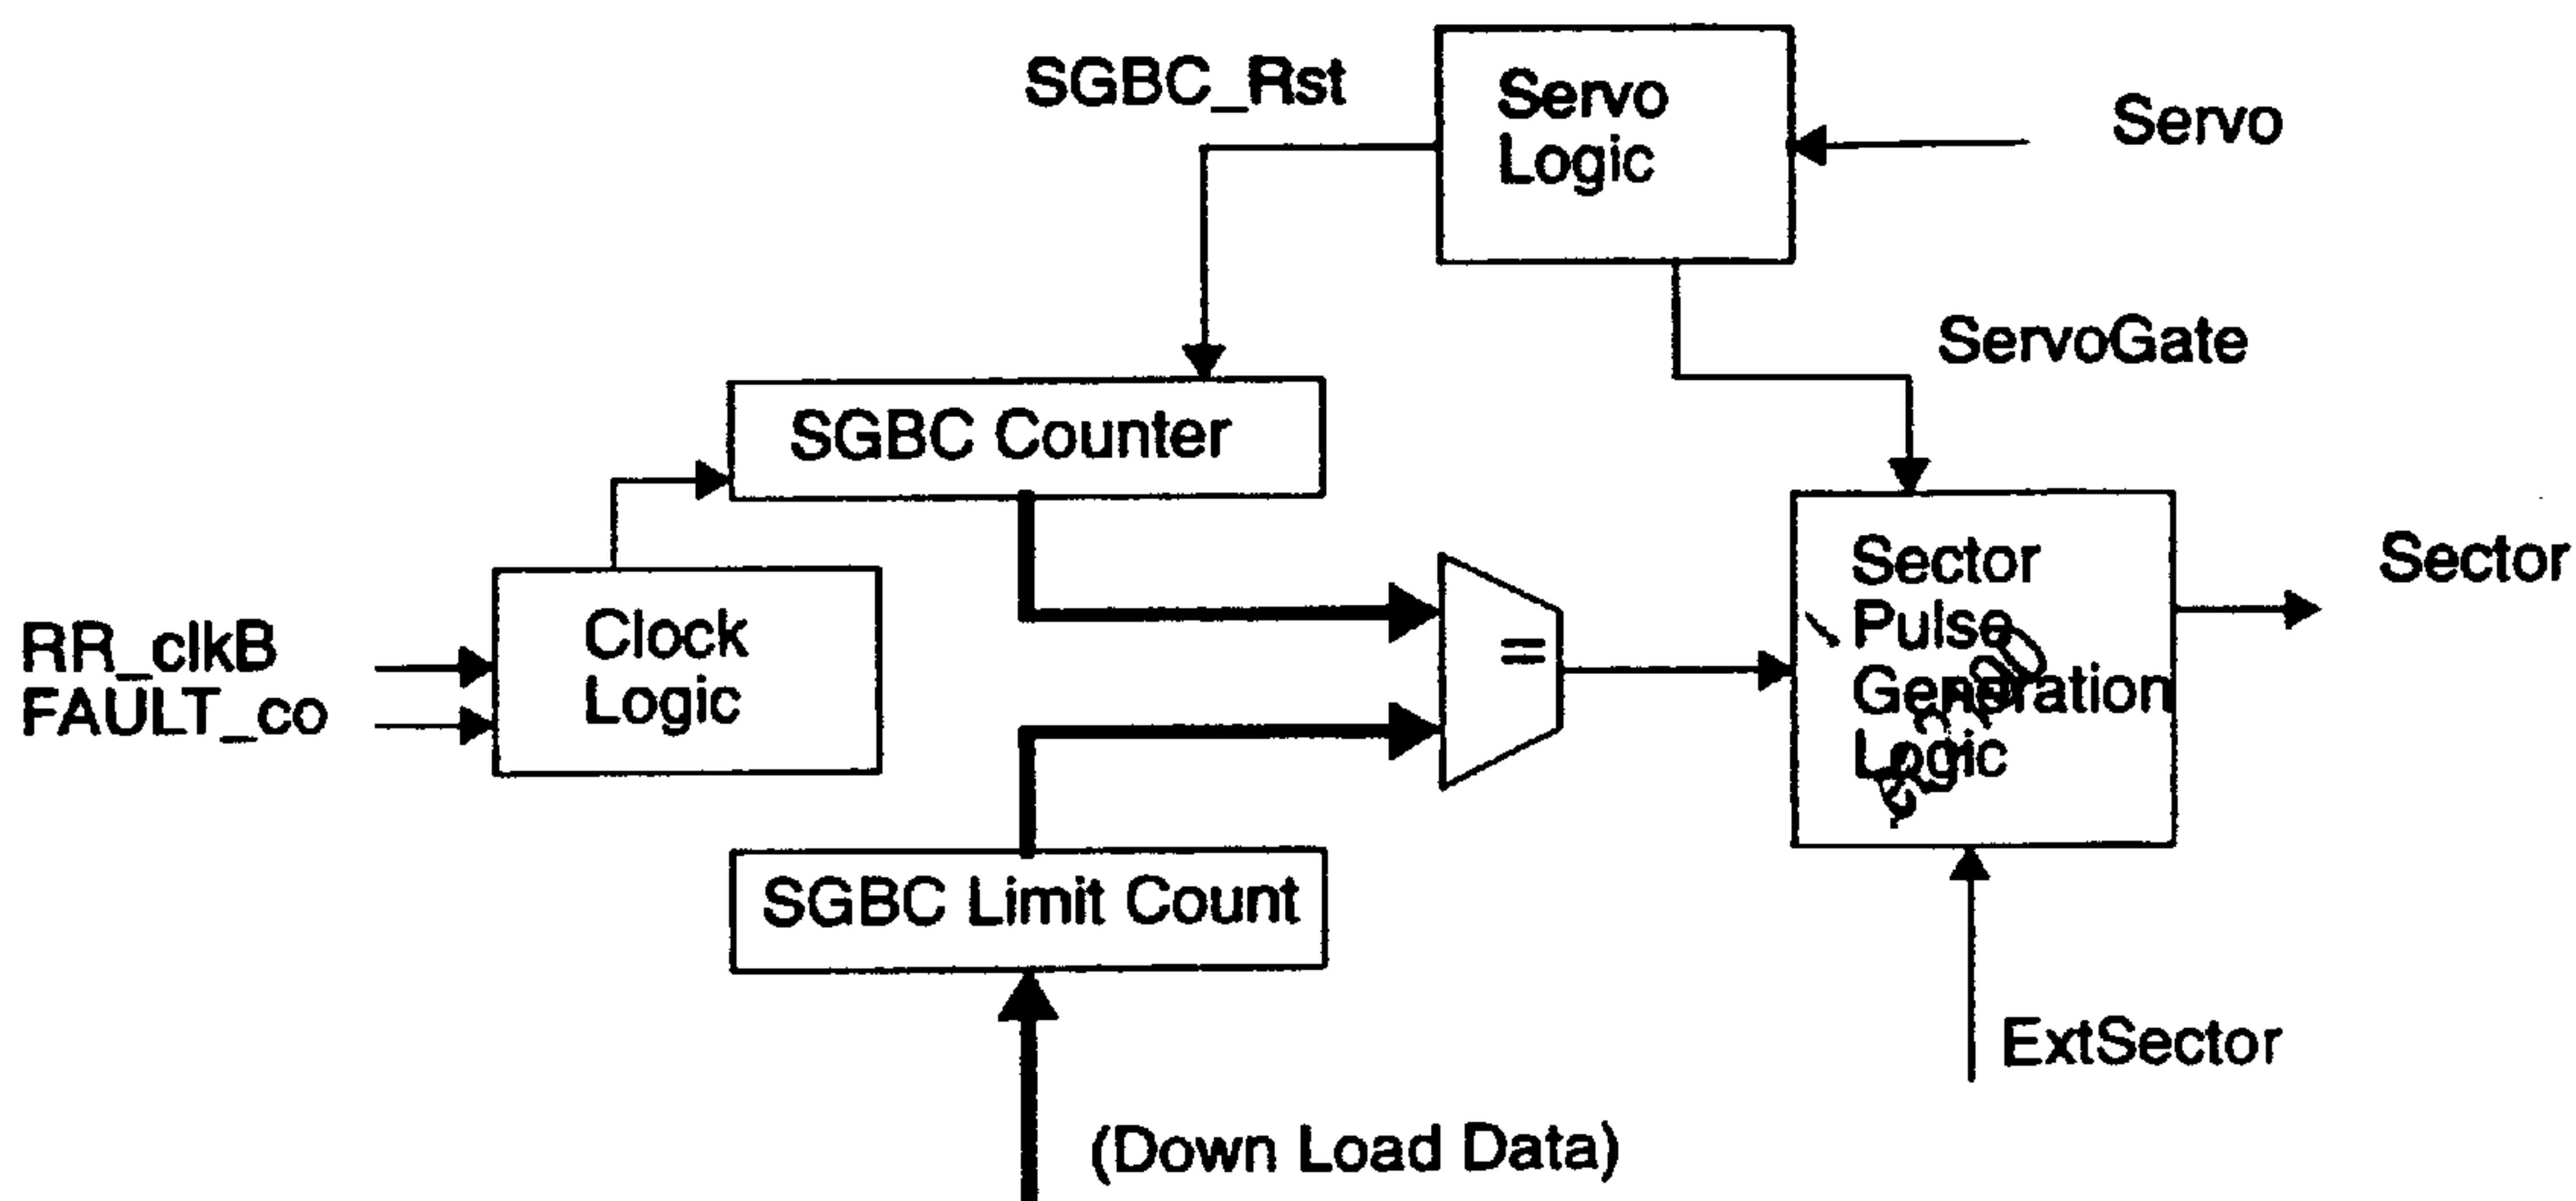 SGBC_Rst
Servo
Logic
Servo
ServoGate
SGBC Counter
Sector
Pulse
Generation
Logic
Sector
Clock
Logic
RR_clkB
FAULT_co
=
SGBC Limit Count
ExtSector
(Down Load Data)